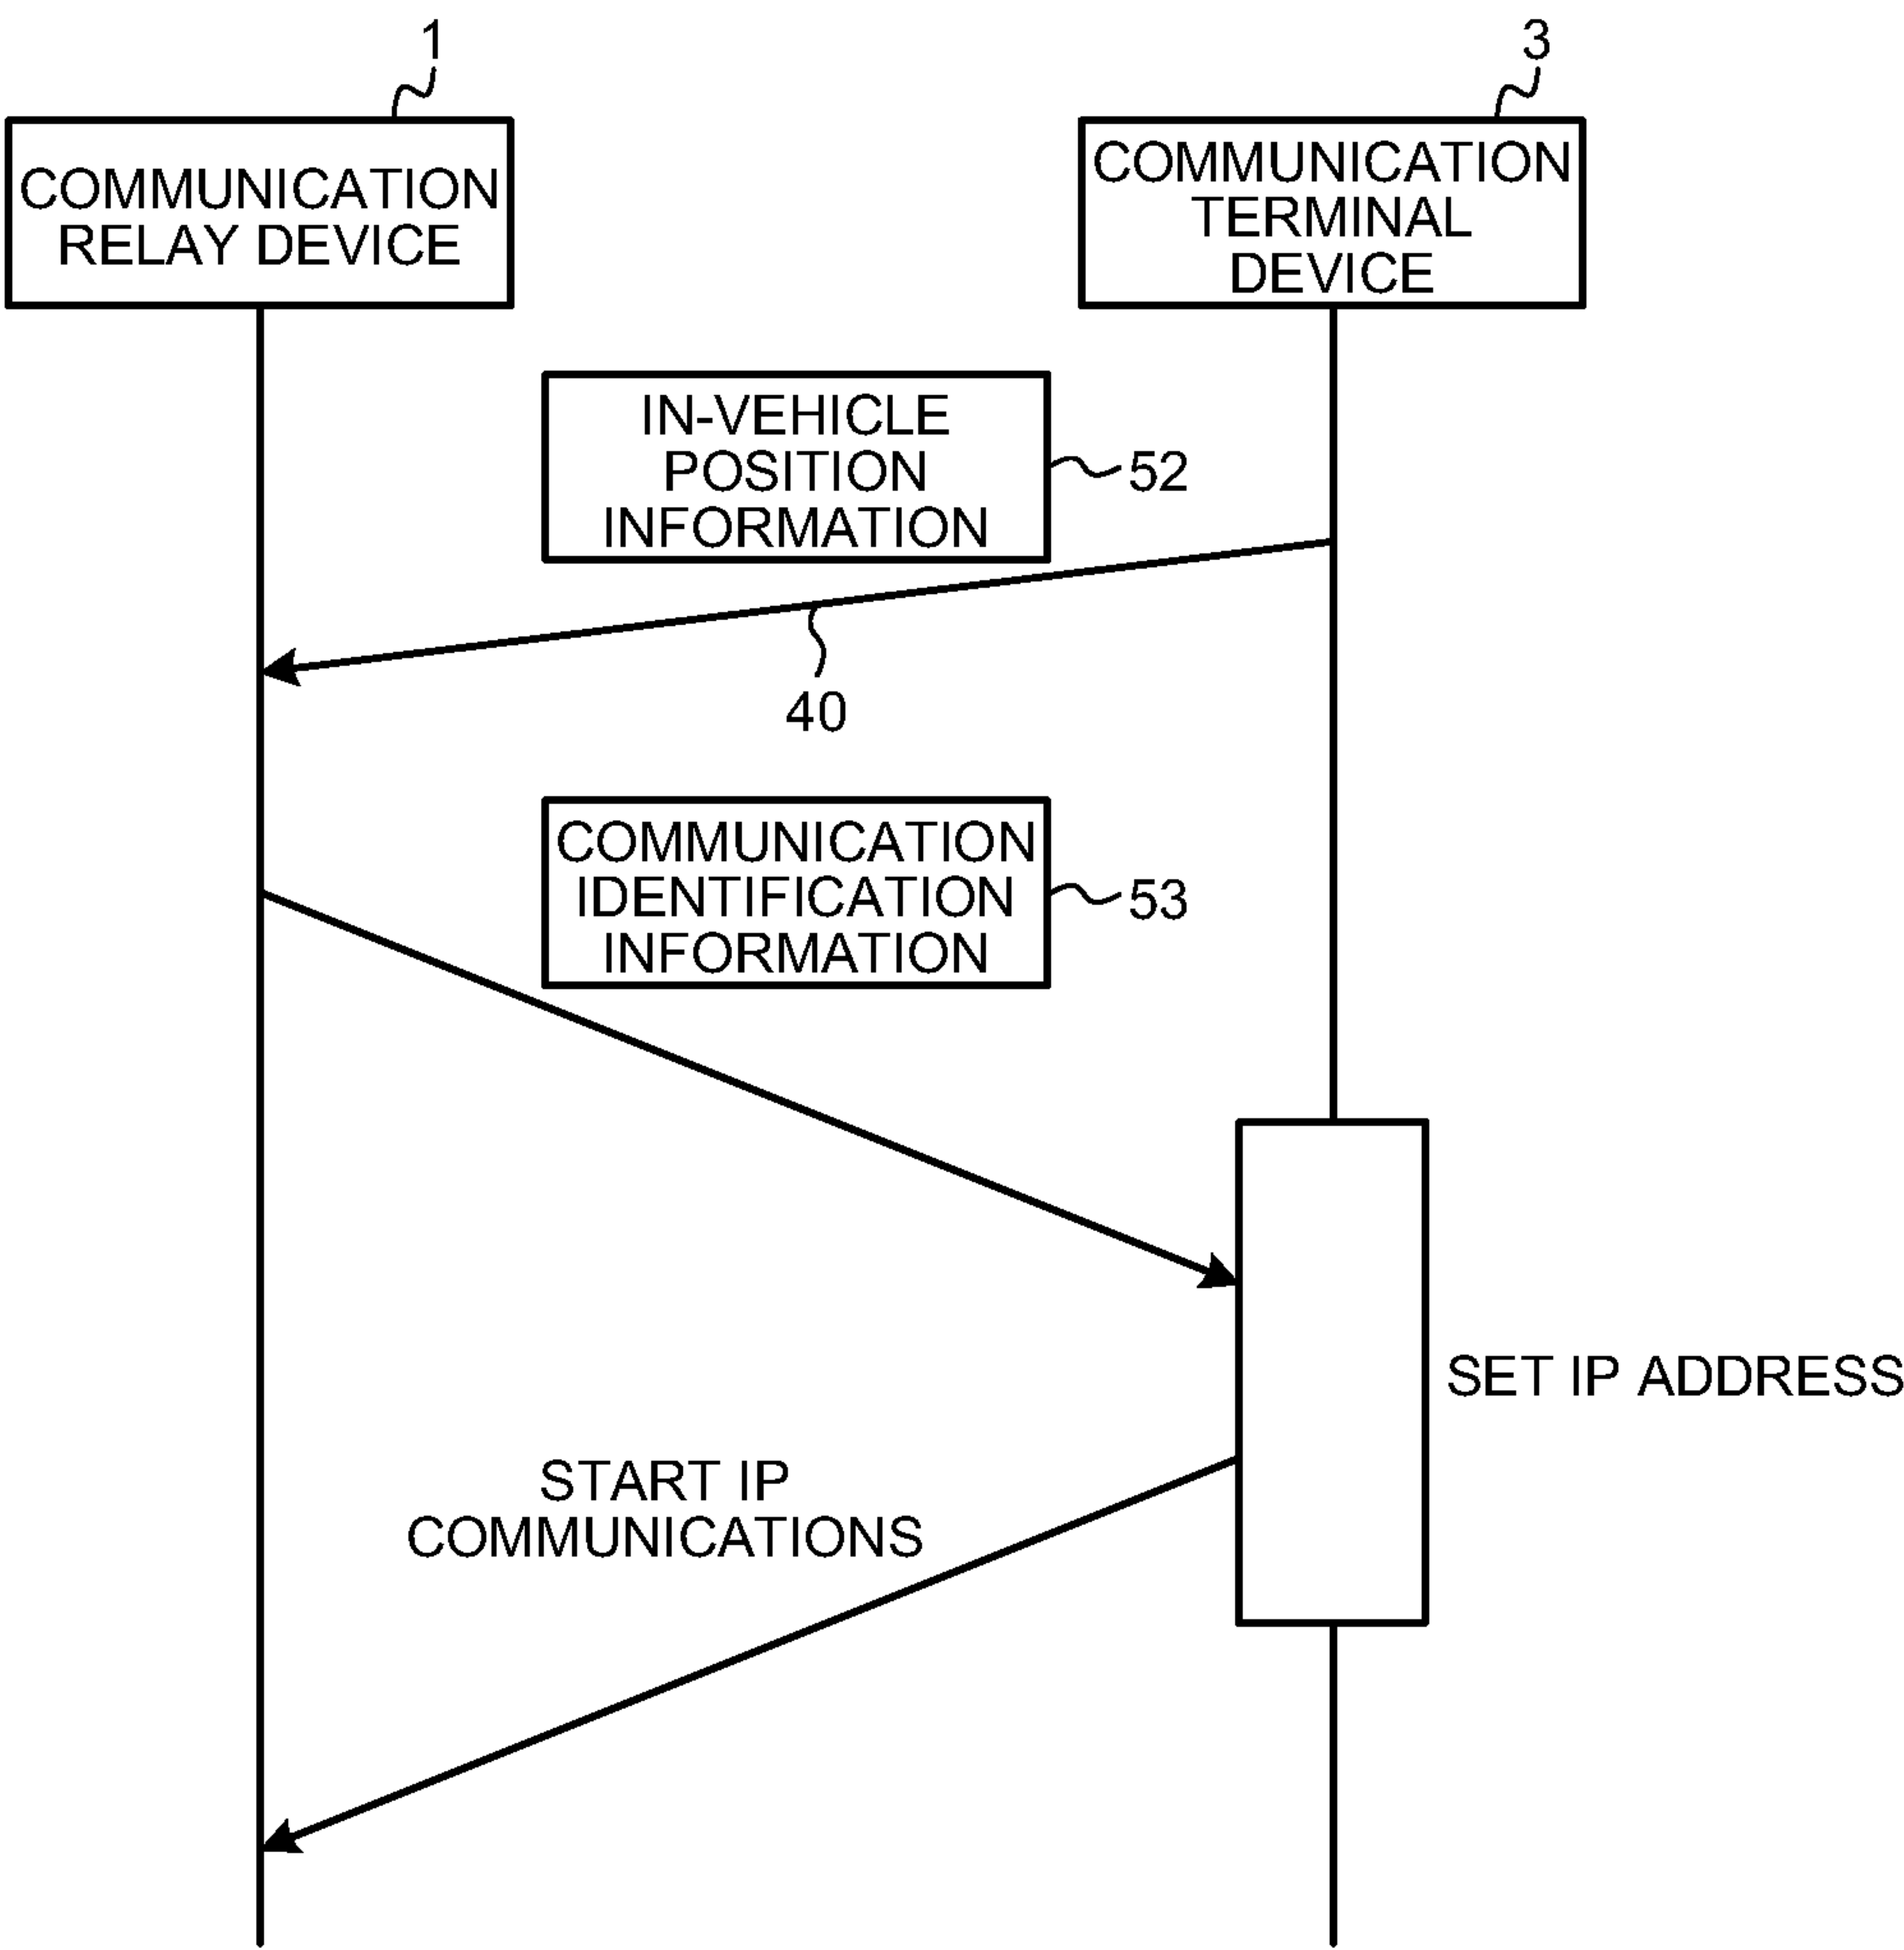 1
3
COMMUNICATION
RELAY DEVICE
COMMUNICATION
TERMINAL
DEVICE
IN-VEHICLE
POSITION
INFORMATION
52
40
COMMUNICATION
IDENTIFICATION
INFORMATION
53
SET IP ADDRESS
START IP
COMMUNICATIONS